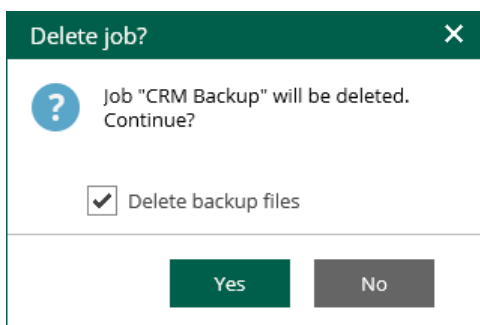 Delete job?
Job "CRM Backup" will be deleted.
Continue?
Delete backup files
Yes No